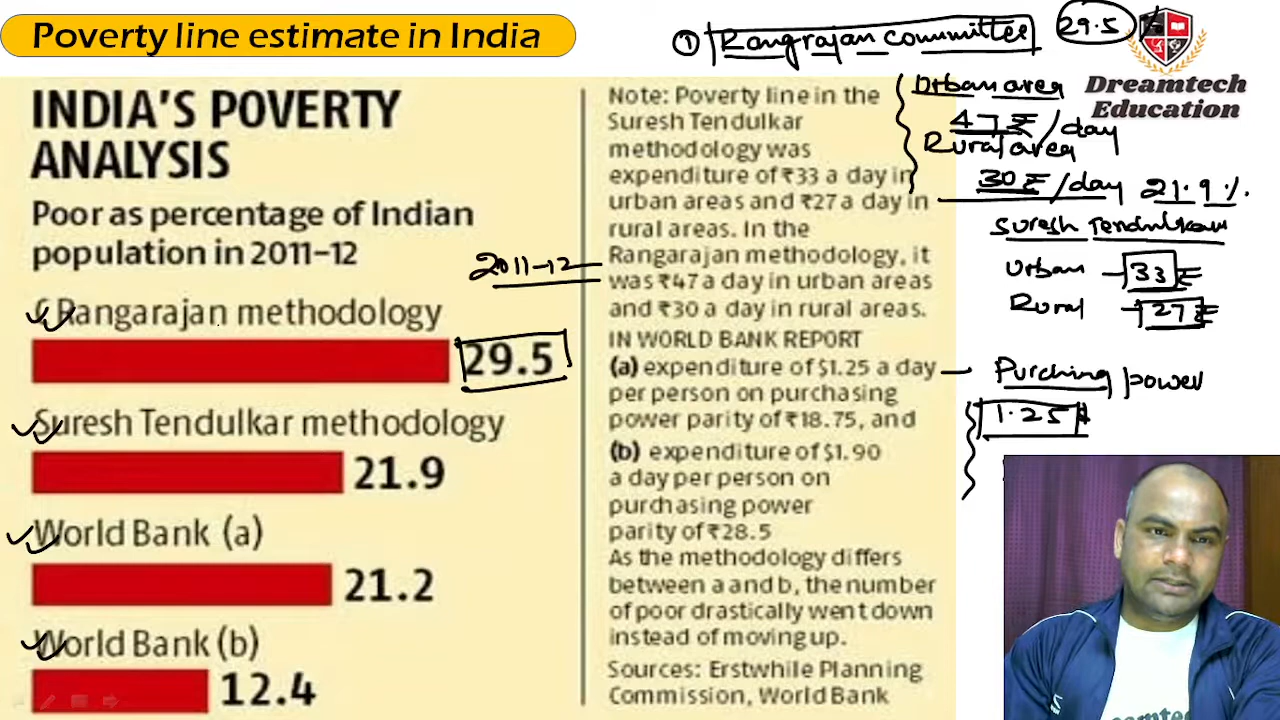 Poverty line estimate in India
① Rangrajan committee
29.5 %
Dreamtech
Education
INDIA'S POVERTY
ANALYSIS
Poor as percentage of Indian
population in 2011–12
Rangarajan methodology
29.5
Suresh Tendulkar methodology
21.9
World Bank (a)
21.2
World Bank (b)
12.4
2011-12
Note: Poverty line in the
Suresh Tendulkar
methodology was
expenditure of ₹33 a day in
urban areas and ₹27 a day in
rural areas. In the
Rangarajan methodology, it
was ₹47 a day in urban areas
and ₹30 a day in rural areas.
IN WORLD BANK REPORT
(a) expenditure of $1.25 a day
per person on purchasing
power parity of ₹18.75, and
(b) expenditure of $1.90
a day per person on
purchasing power
parity of ₹28.5
As the methodology differs
between a and b, the number
of poor drastically went down
instead of moving up.
Sources: Erstwhile Planning
Commission, World Bank
Urban area
47 ₹/day
Rural area
30 ₹/day 21.9 %.
Suresh Tendulkar
Urban – 33 ₹
Rural – 27 ₹
Purching power
1.25 $